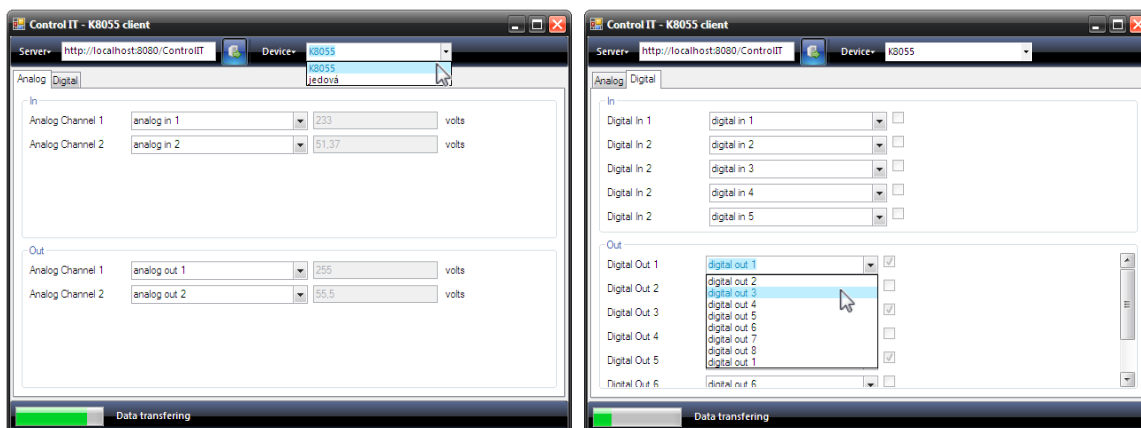 Control IT - K8055 client
Server http://localhost:8080/ControlIT Device K8055
K8055
jedová
Analog Digital
In
Analog Channel 1 analog in 1 233 volts
Analog Channel 2 analog in 2 51,37 volts
Out
Analog Channel 1 analog out 1 255 volts
Analog Channel 2 analog out 2 55,5 volts
Data transfering
Control IT - K8055 client
Server http://localhost:8080/ControlIT Device K8055
Analog Digital
In
Digital In 1 digital in 1
Digital In 2 digital in 2
Digital In 2 digital in 3
Digital In 2 digital in 4
Digital In 2 digital in 5
Out
Digital Out 1 digital out 1
Digital Out 2
Digital Out 3
Digital Out 4
Digital Out 5
digital out 2
digital out 3
digital out 4
digital out 5
digital out 6
digital out 7
digital out 8
digital out 1
Digital Out 6 digital out 6
Data transfering